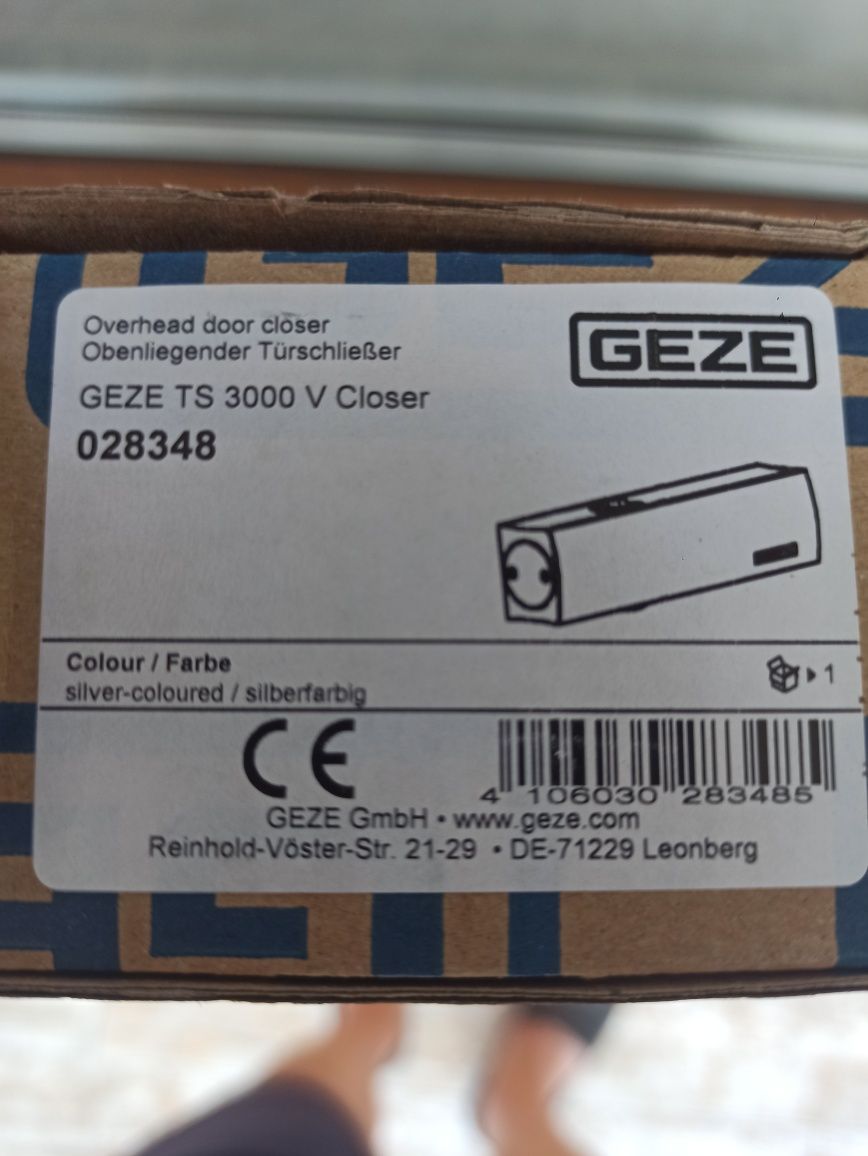 Overhead door closer
Obenliegender Türschließer
GEZE
GEZE TS 3000 V Closer
028348
Colour / Farbe
silver-coloured / silberfarbig
1
CE
4 106030 283485
GEZE GmbH • www.geze.com
Reinhold-Vöster-Str. 21-29 • DE-71229 Leonberg